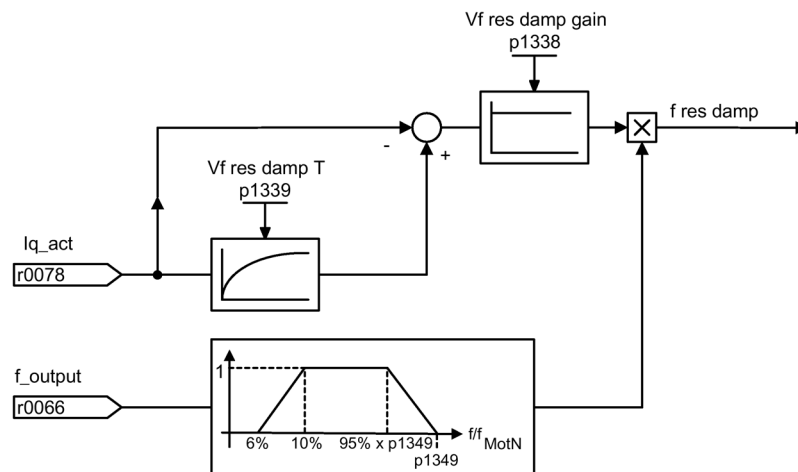 Vf res damp gain
p1338
f res damp
-
+
Vf res damp T
p1339
Iq_act
r0078
f_output
r0066
1
6% 10% 95% x p1349 f/f MotN
p1349